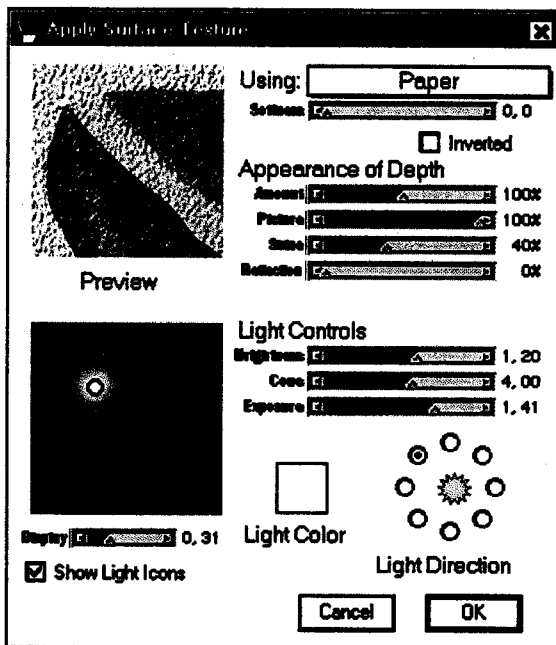 Apply Surface Texture
Using: Paper
Softness 0,0
Inverted
Appearance of Depth
Amount 100%
Picture 100%
Shine 40%
Reflection 0%
Preview
Light Controls
Brightness 1,20
Conc 4,00
Exposure 1,41
Display 0,31
Light Color
Show Light Icons
Light Direction
Cancel OK